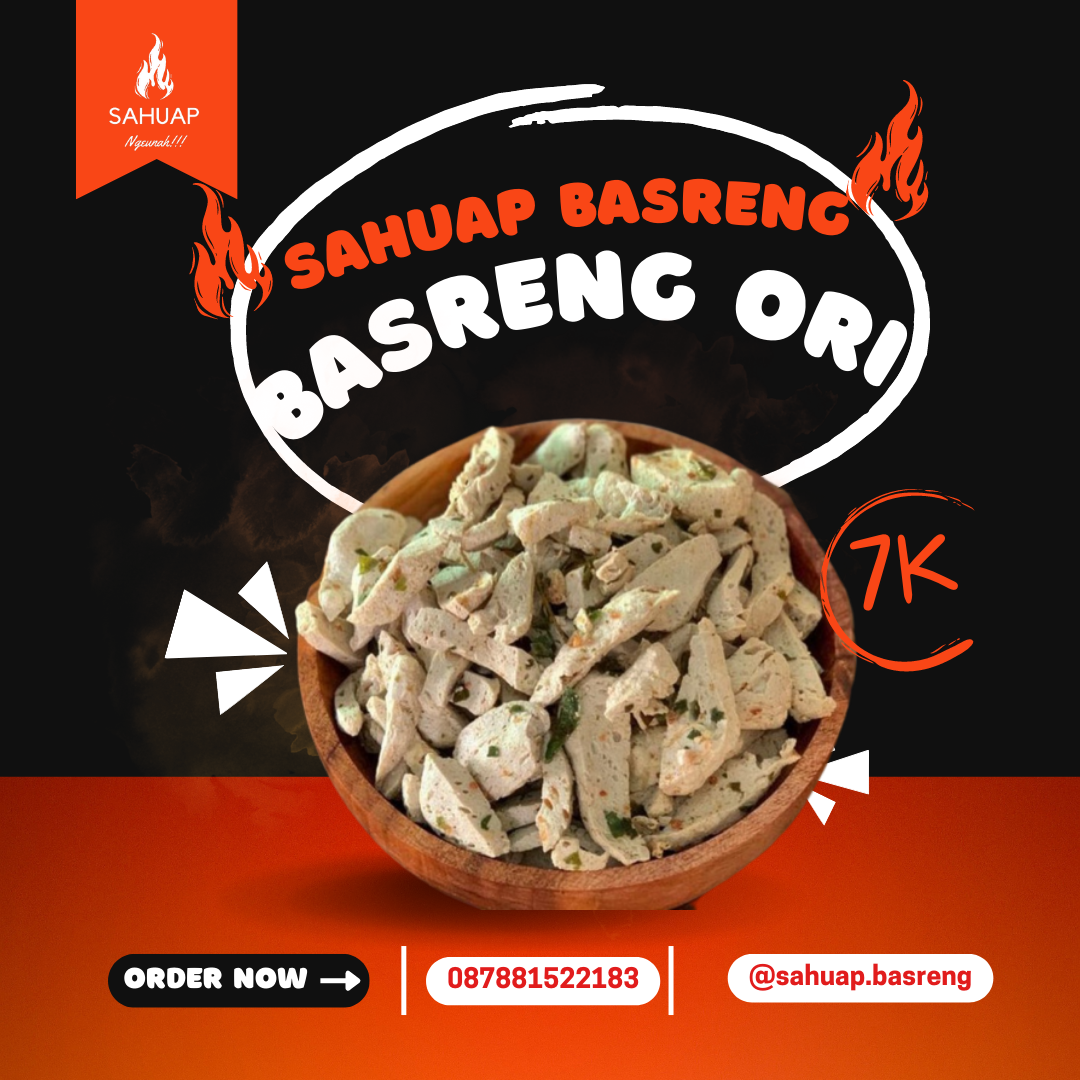 SAHUAP
Ngeunah!!!
SAHUAP BASRENG
BASRENG ORI
7K
ORDER NOW
087881522183
@sahuap.basreng